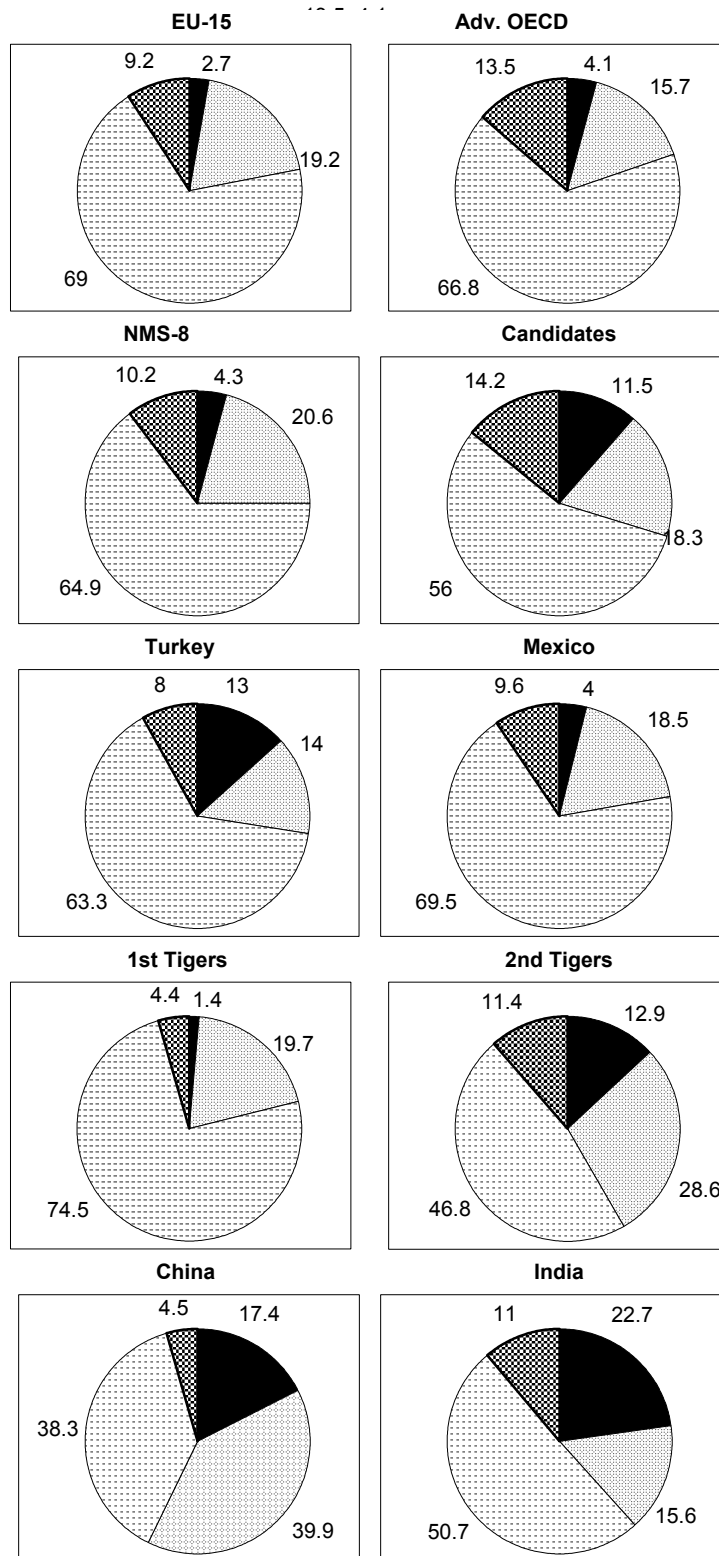 EU-15 Adv. OECD
9.2 2.7 13.5 4.1
15.7
19.2
69 66.8
NMS-8 Candidates
10.2 4.3 14.2 11.5
20.6
18.3
64.9 56
Turkey Mexico
8 13 9.6 4
14 18.5
63.3 69.5
1st Tigers 2nd Tigers
4.4 1.4 11.4 12.9
19.7
74.5 46.8 28.6
China India
4.5 17.4 11 22.7
38.3
39.9 50.7 15.6